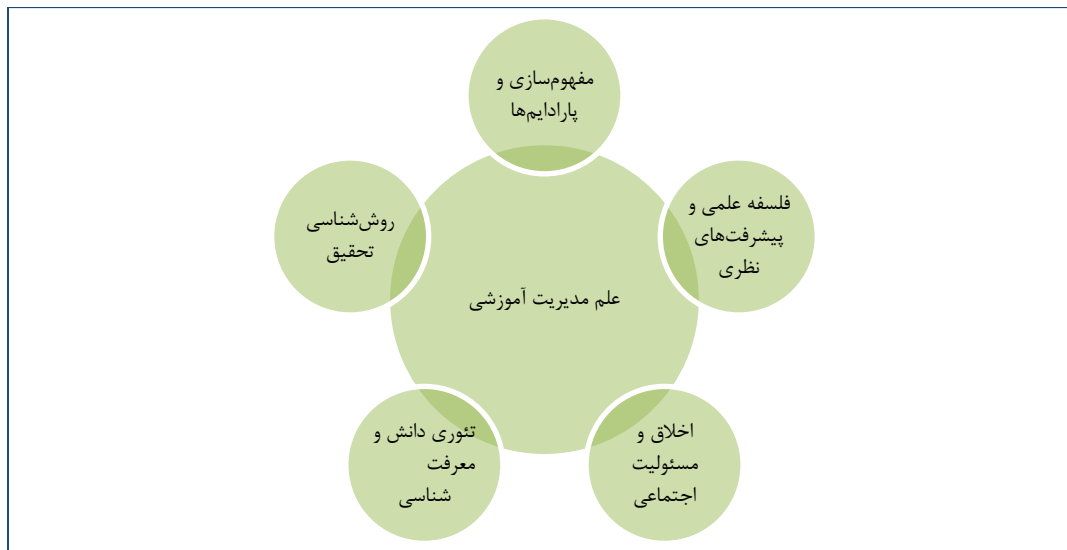 مفهوم‌سازی و
پارادایم‌ها
فلسفه علمی و
پیشرفت‌های
نظری
روش‌شناسی
تحقیق
علم مدیریت آموزشی
اخلاق و
مسئولیت
اجتماعی
تئوری دانش و
معرفت
شناسی